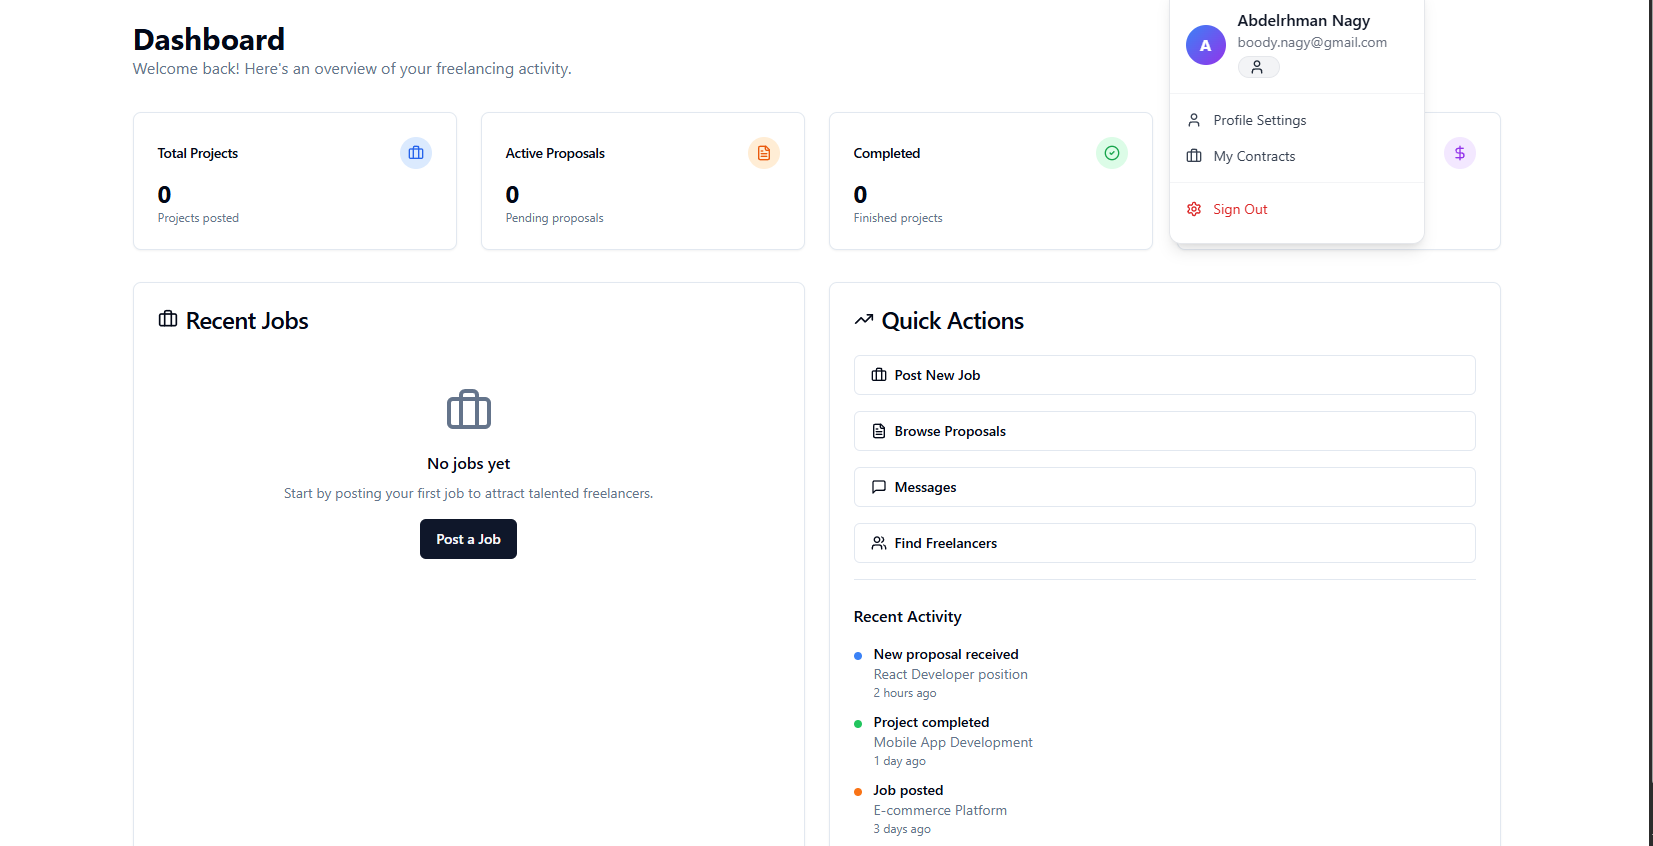 Dashboard
Welcome back! Here's an overview of your freelancing activity.
A
Abdelrhman Nagy
boody.nagy@gmail.com
Profile Settings
My Contracts
Sign Out
Total Projects
0
Projects posted
Active Proposals
0
Pending proposals
Completed
0
Finished projects
$
Recent Jobs
No jobs yet
Start by posting your first job to attract talented freelancers.
Post a Job
Quick Actions
Post New Job
Browse Proposals
Messages
Find Freelancers
Recent Activity
New proposal received
React Developer position
2 hours ago
Project completed
Mobile App Development
1 day ago
Job posted
E-commerce Platform
3 days ago